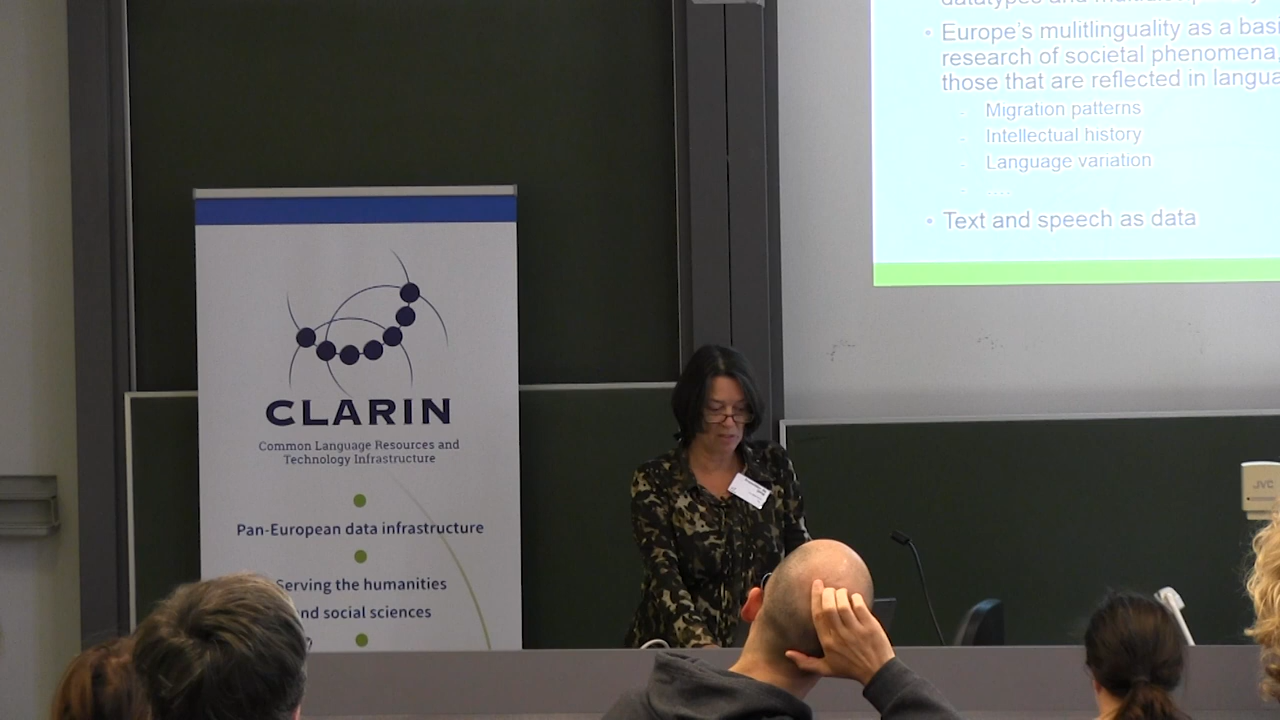 datatypes and
Europe's mulitlinguality as a
research of societal phenomena,
those that are reflected in
- Migration patterns
- Intellectual history
- Language variation
- ....
Text and speech as data
CLARIN
Common Language Resources and
Technology Infrastructure
Pan-European data infrastructure
Serving the humanities
and social sciences
JVC